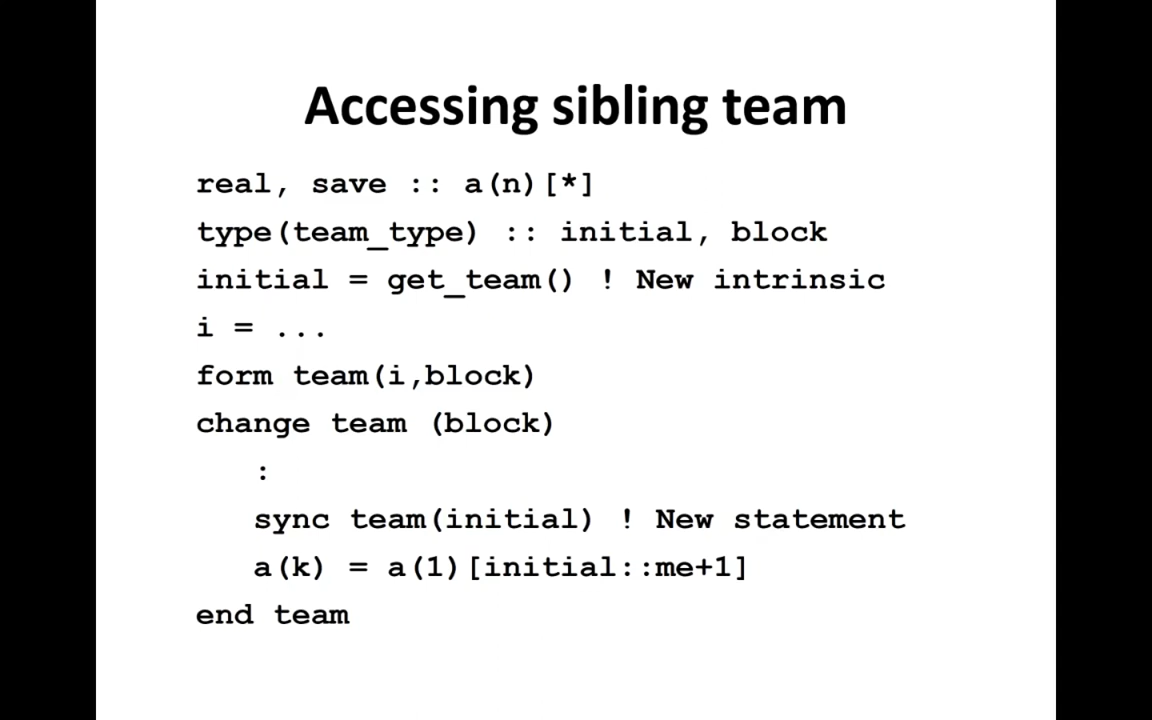 Accessing sibling team
real, save :: a(n)[*]
type(team_type) :: initial, block
initial = get_team() ! New intrinsic
i = ...
form team(i,block)
change team (block)
:
sync team(initial) ! New statement
a(k) = a(1)[initial::me+1]
end team